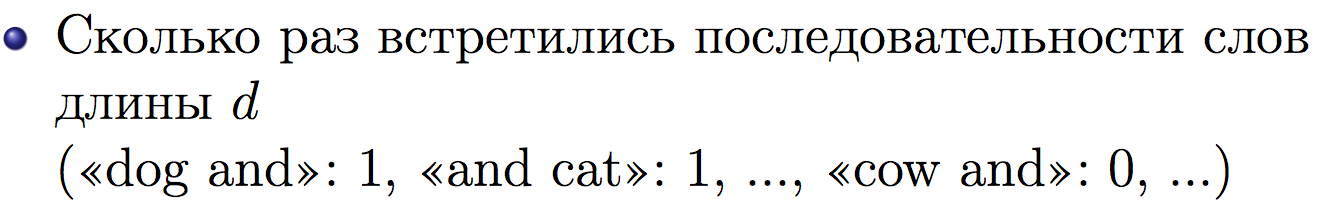 Сколько раз встретились последовательности слов
длины d
(«dog and»: 1, «and cat»: 1, ..., «cow and»: 0, ...)